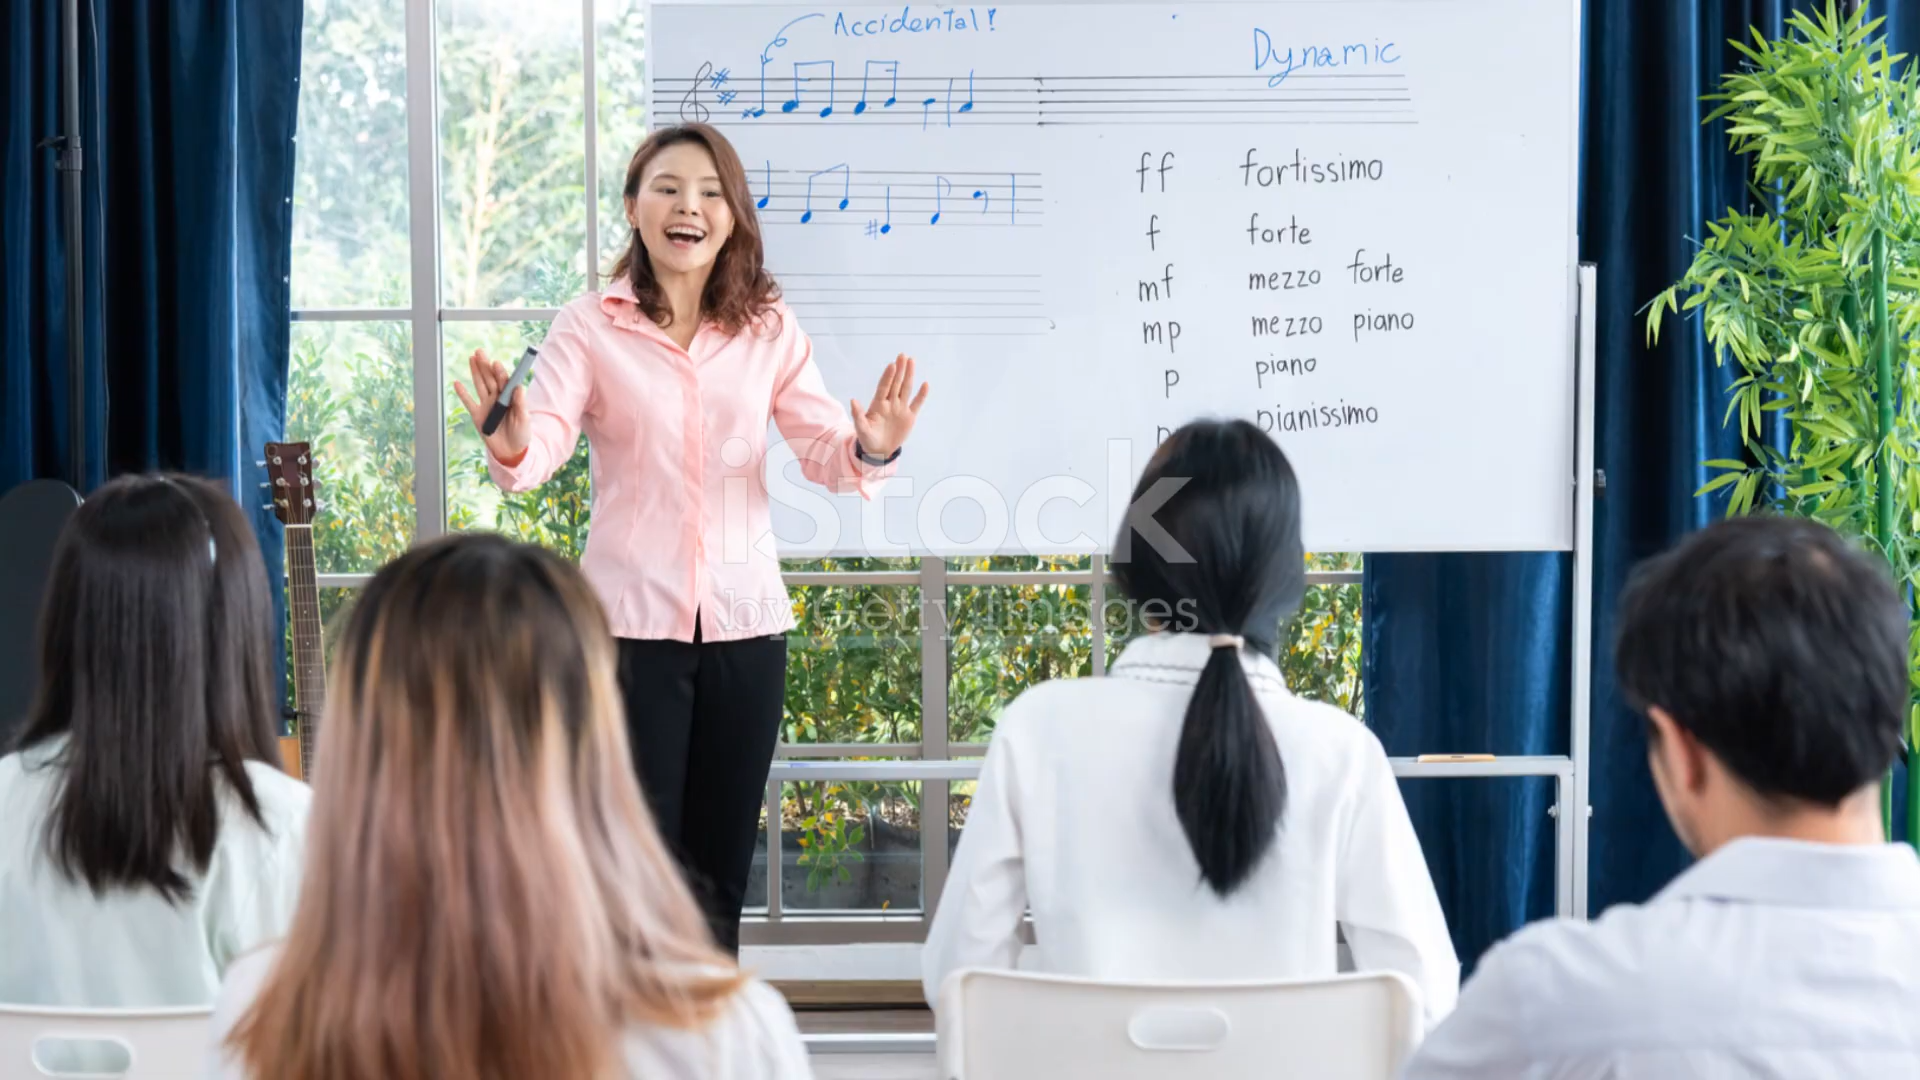 Accidental!
Dynamic
ff fortissimo
f forte
mf mezzo forte
mp mezzo piano
p piano
pianissimo
iStock
by Getty Images